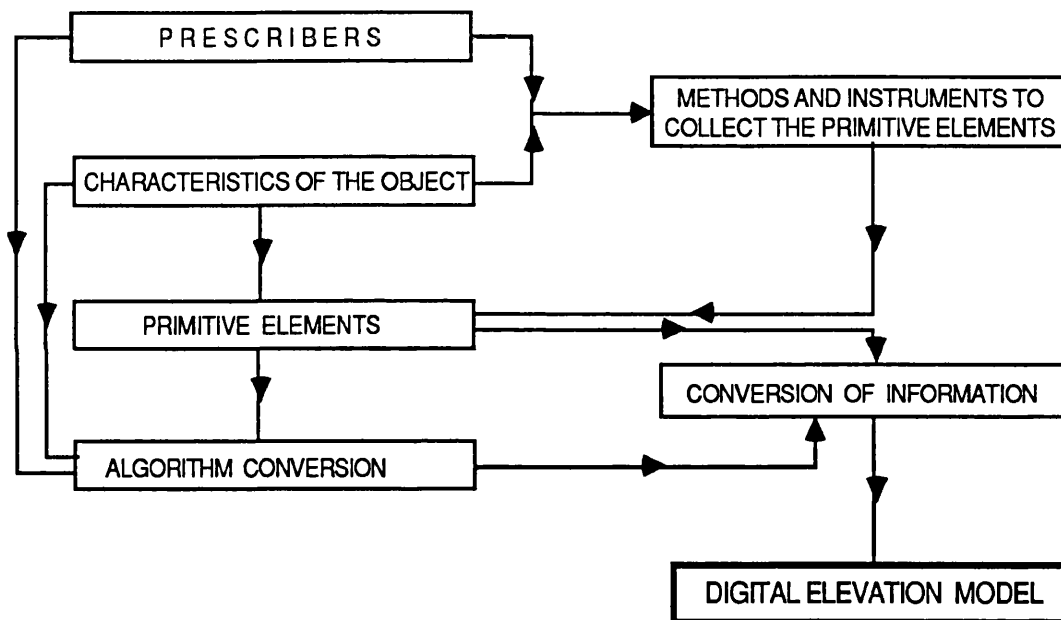 PRESCRIBERS
METHODS AND INSTRUMENTS TO
COLLECT THE PRIMITIVE ELEMENTS
CHARACTERISTICS OF THE OBJECT
PRIMITIVE ELEMENTS
CONVERSION OF INFORMATION
ALGORITHM CONVERSION
DIGITAL ELEVATION MODEL